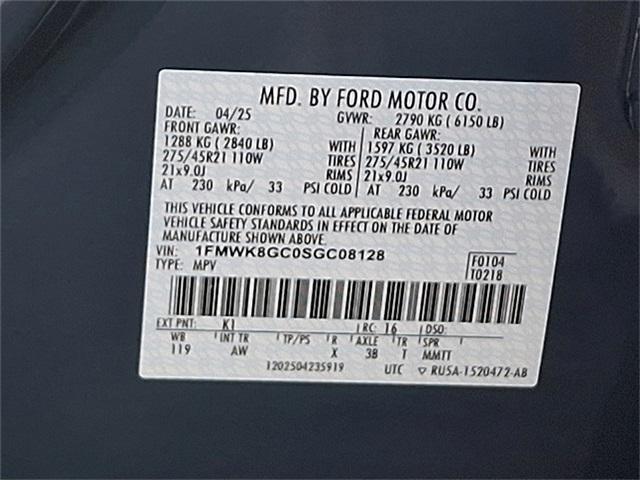 MFD. BY FORD MOTOR CO.
DATE: 04/25 GVWR: 2790 KG ( 6150 LB)
FRONT GAWR: REAR GAWR:
1288 KG ( 2840 LB) WITH 1597 KG ( 3520 LB) WITH
275/45R21 110W TIRES 275/45R21 110W TIRES
21x9.0J RIMS 21x9.0J RIMS
AT 230 kPa/ 33 PSI COLD AT 230 kPa/ 33 PSI COLD
THIS VEHICLE CONFORMS TO ALL APPLICABLE FEDERAL MOTOR
VEHICLE SAFETY STANDARDS IN EFFECT ON THE DATE OF
MANUFACTURE SHOWN ABOVE.
VIN: 1FMWK8GC0SGC08128 F0104
TYPE: MPV T0218
EXT PNT: K1 RC: 16 DSO:
WB INT TR TP/PS R AXLE TR SPR
119 AW X 3B T MMTT
1202504235919 UTC ▽ RU5A-1520472-AB